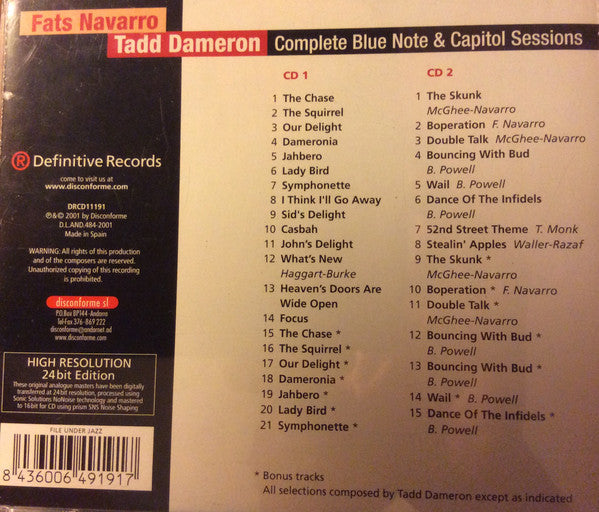 Fats Navarro
Tadd Dameron Complete Blue Note & Capitol Sessions
® Definitive Records
come to visit us at
www.disconforme.com
DRCD11191
℗&© 2001 by Disconforme
D.L.AND.484-2001
Made in Spain
WARNING: All rights of this production
and of the composers are reserved.
Unauthorized copying of this recording
is prohibited.
disconforme sl
P.O.Box BP144 - Andorra
Tel-Fax 376 - 869 222
disconforme@andornet.ad
www.disconforme.com
HIGH RESOLUTION
24bit Edition
These original analogue masters have been digitally
transferred at 24 bit resolution, processed using
Sonic Solutions NoNoise technology and mastered
to 16bit for CD using prism SNS Noise Shaping
FILE UNDER JAZZ
8 436006 491917
CD 1
1 The Chase
2 The Squirrel
3 Our Delight
4 Dameronia
5 Jahbero
6 Lady Bird
7 Symphonette
8 I Think I'll Go Away
9 Sid's Delight
10 Casbah
11 John's Delight
12 What's New
Haggart-Burke
13 Heaven's Doors Are
Wide Open
14 Focus
15 The Chase *
16 The Squirrel *
17 Our Delight *
18 Dameronia *
19 Jahbero *
20 Lady Bird *
21 Symphonette *
CD 2
1 The Skunk
McGhee-Navarro
2 Boperation F. Navarro
3 Double Talk McGhee-Navarro
4 Bouncing With Bud
B. Powell
5 Wail B. Powell
6 Dance Of The Infidels
B. Powell
7 52nd Street Theme T. Monk
8 Stealin' Apples Waller-Razaf
9 The Skunk *
McGhee-Navarro
10 Boperation * F. Navarro
11 Double Talk *
McGhee-Navarro
12 Bouncing With Bud *
B. Powell
13 Bouncing With Bud *
B. Powell
14 Wail * B. Powell
15 Dance Of The Infidels *
B. Powell
* Bonus tracks
All selections composed by Tadd Dameron except as indicated